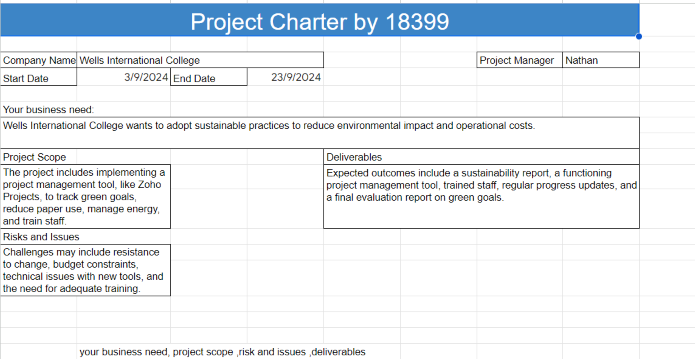 Project Charter by 18399
Company Name Wells International College Project Manager Nathan
Start Date 3/9/2024 End Date 23/9/2024
Your business need:
Wells International College wants to adopt sustainable practices to reduce environmental impact and operational costs.
Project Scope
The project includes implementing a
project management tool, like Zoho
Projects, to track green goals,
reduce paper use, manage energy,
and train staff.
Deliverables
Expected outcomes include a sustainability report, a functioning
project management tool, trained staff, regular progress updates, and
a final evaluation report on green goals.
Risks and Issues
Challenges may include resistance
to change, budget constraints,
technical issues with new tools, and
the need for adequate training.
your business need, project scope ,risk and issues ,deliverables